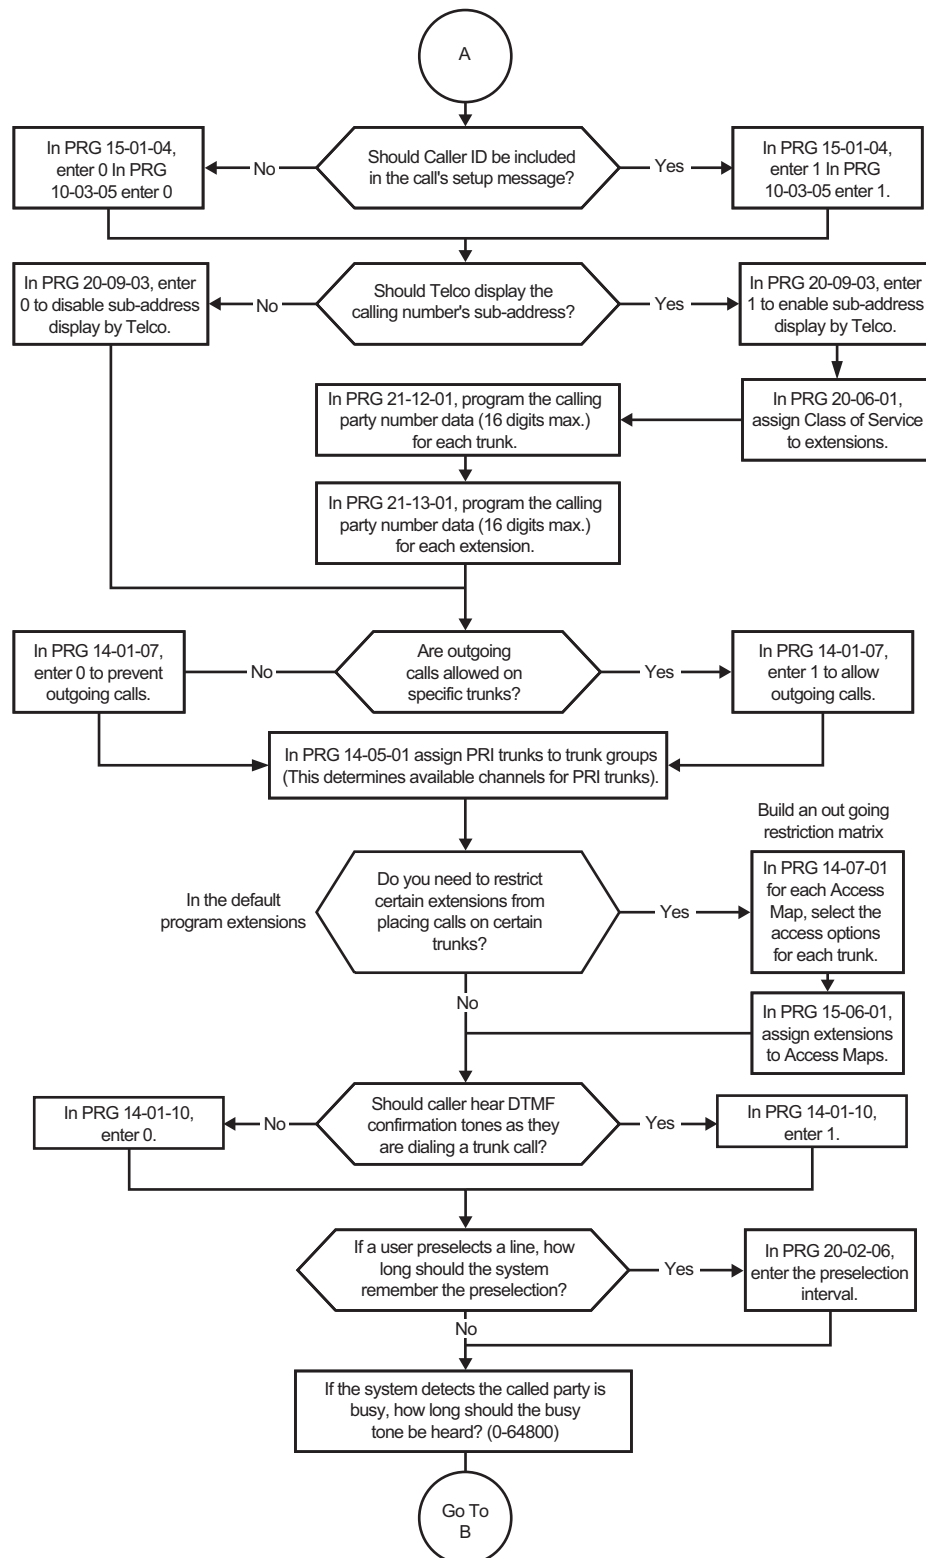 A
In PRG 15-01-04,
enter 0 In PRG
10-03-05 enter 0
No
Should Caller ID be included
in the call's setup message?
Yes
In PRG 15-01-04,
enter 1 In PRG
10-03-05 enter 1.
In PRG 20-09-03, enter
0 to disable sub-address
display by Telco.
No
Should Telco display the
calling number's sub-address?
Yes
In PRG 20-09-03, enter
1 to enable sub-address
display by Telco.
In PRG 20-06-01,
assign Class of Service
to extensions.
In PRG 21-12-01, program the calling
party number data (16 digits max.)
for each trunk.
In PRG 21-13-01, program the calling
party number data (16 digits max.)
for each extension.
In PRG 14-01-07,
enter 0 to prevent
outgoing calls.
No
Are outgoing
calls allowed on
specific trunks?
Yes
In PRG 14-01-07,
enter 1 to allow
outgoing calls.
In PRG 14-05-01 assign PRI trunks to trunk groups
(This determines available channels for PRI trunks).
In the default
program extensions
Do you need to restrict
certain extensions from
placing calls on certain
trunks?
Yes
Build an out going
restriction matrix
In PRG 14-07-01
for each Access
Map, select the
access options
for each trunk.
No
In PRG 15-06-01,
assign extensions
to Access Maps.
In PRG 14-01-10,
enter 0.
No
Should caller hear DTMF
confirmation tones as they
are dialing a trunk call?
Yes
In PRG 14-01-10,
enter 1.
If a user preselects a line, how
long should the system
remember the preselection?
Yes
In PRG 20-02-06,
enter the preselection
interval.
No
If the system detects the called party is
busy, how long should the busy
tone be heard? (0-64800)
Go To
B